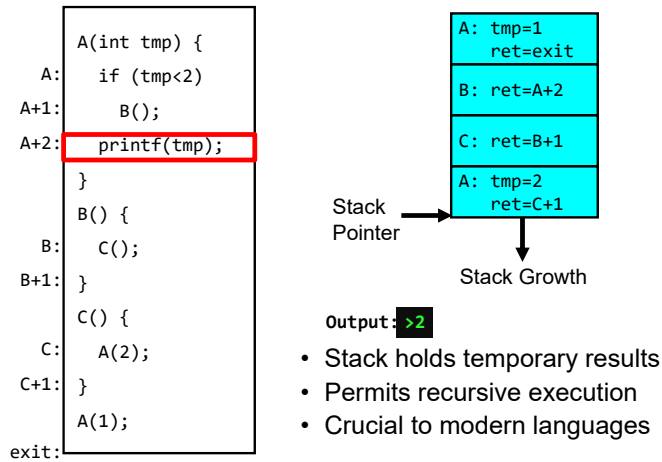 A(int tmp) {
A: if (tmp<2)
A+1: B();
A+2: printf(tmp);
}
B() {
B: C();
B+1: }
C() {
C: A(2);
C+1: }
A(1);
exit:
A: tmp=1
ret=exit
B: ret=A+2
C: ret=B+1
A: tmp=2
ret=C+1
Stack
Pointer
Stack Growth
Output: >2
• Stack holds temporary results
• Permits recursive execution
• Crucial to modern languages